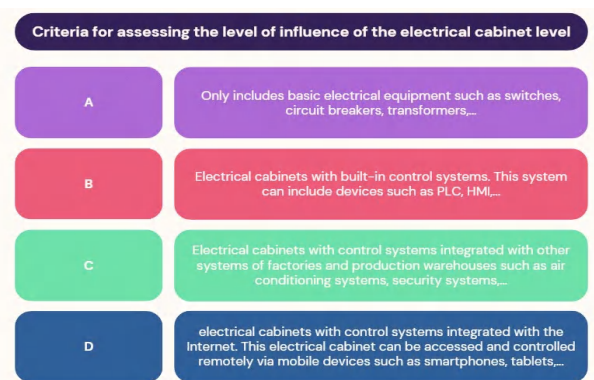 Criteria for assessing the level of influence of the electrical cabinet level
A
Only includes basic electrical equipment such as switches,
circuit breakers, transformers,...
B
Electrical cabinets with built-in control systems. This system
can include devices such as PLC, HMI,...
C
Electrical cabinets with control systems integrated with other
systems of factories and production warehouses such as air
conditioning systems, security systems,...
D
electrical cabinets with control systems integrated with the
Internet. This electrical cabinet can be accessed and controlled
remotely via mobile devices such as smartphones, tablets,...